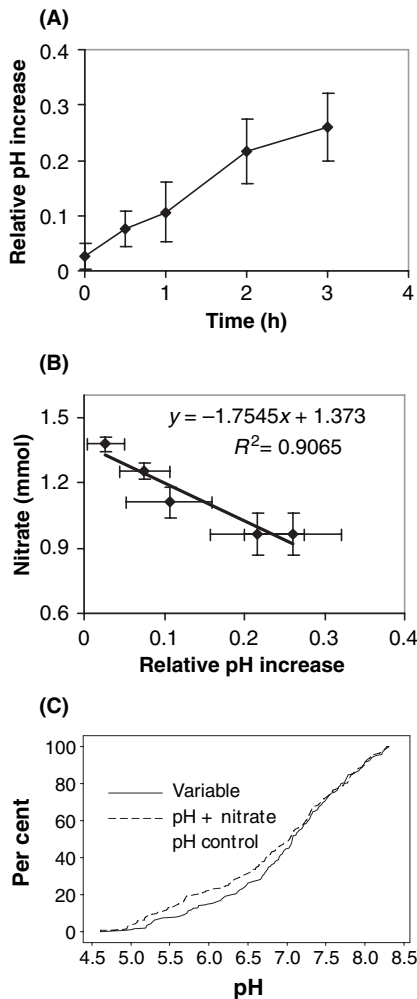 (A)
Relative pH increase
0.4
0.3
0.2
0.1
0
0 1 2 3 4
Time (h)
(B)
Nitrate (mmol)
1.5
1.2
0.9
0.6
y = –1.7545x + 1.373
R² = 0.9065
0 0.1 0.2 0.3 0.4
Relative pH increase
(C)
Per cent
100
80
60
40
20
0
Variable
pH + nitrate
pH control
4.5 5.0 5.5 6.0 6.5 7.0 7.5 8.0 8.5
pH